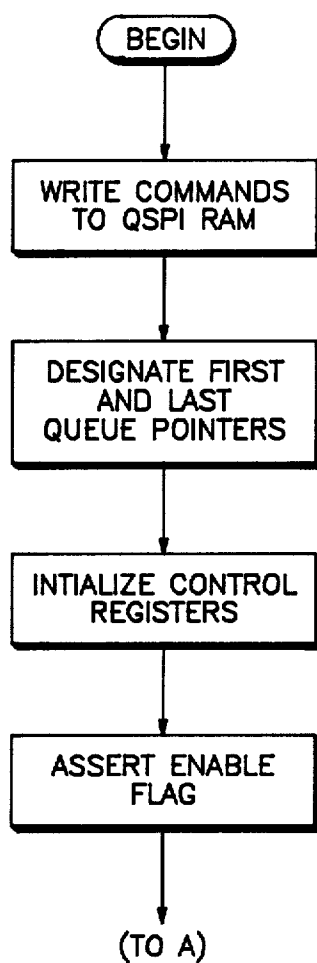 BEGIN
WRITE COMMANDS
TO QSPI RAM
DESIGNATE FIRST
AND LAST
QUEUE POINTERS
INTIALIZE CONTROL
REGISTERS
ASSERT ENABLE
FLAG
(TO A)